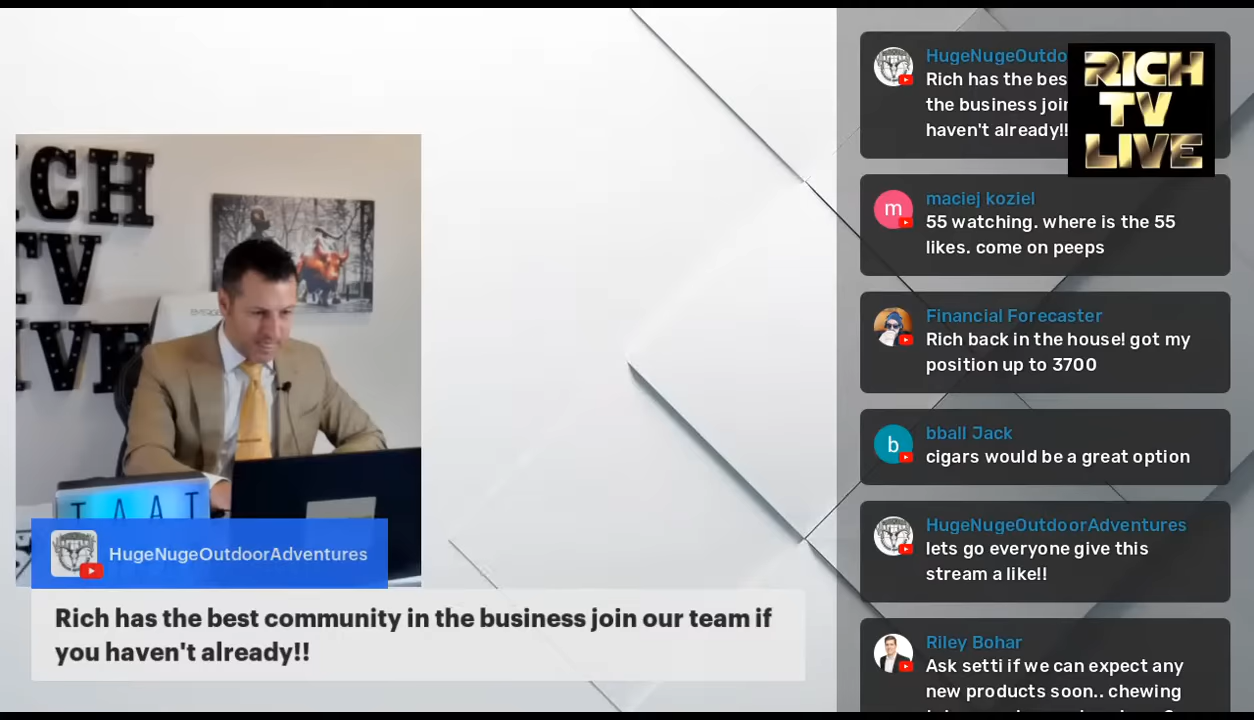 RICH
TV
LIVE
TAAT
HugeNugeOutdoorAdventures
Rich has the best community in the business join our team if
you haven't already!!
HugeNugeOutdo
Rich has the bes
the business join
haven't already!!
RICH
TV
LIVE
maciej koziel
m
55 watching. where is the 55
likes. come on peeps
Financial Forecaster
Rich back in the house! got my
position up to 3700
bball Jack
b
cigars would be a great option
HugeNugeOutdoorAdventures
lets go everyone give this
stream a like!!
Riley Bohar
Ask setti if we can expect any
new products soon.. chewing